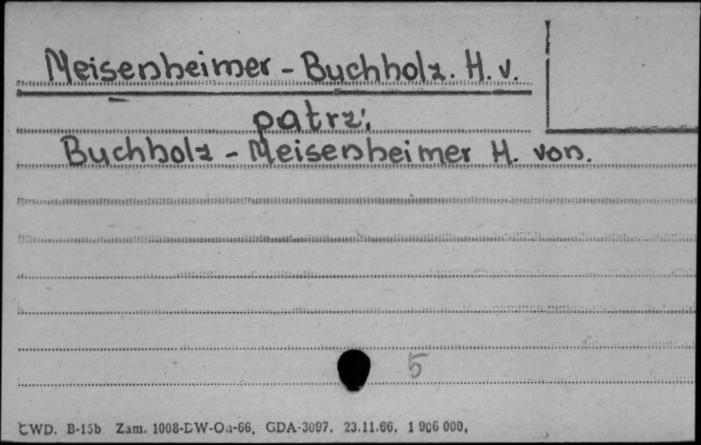 Meisenheimer - Buchholz. H. v.
patrz:
Buchholz - Meisenheimer H. von.
5
CWD. B-15b Zam. 1008-DW-Oa-66, GDA-3097, 23.11.66, 1 906 000,